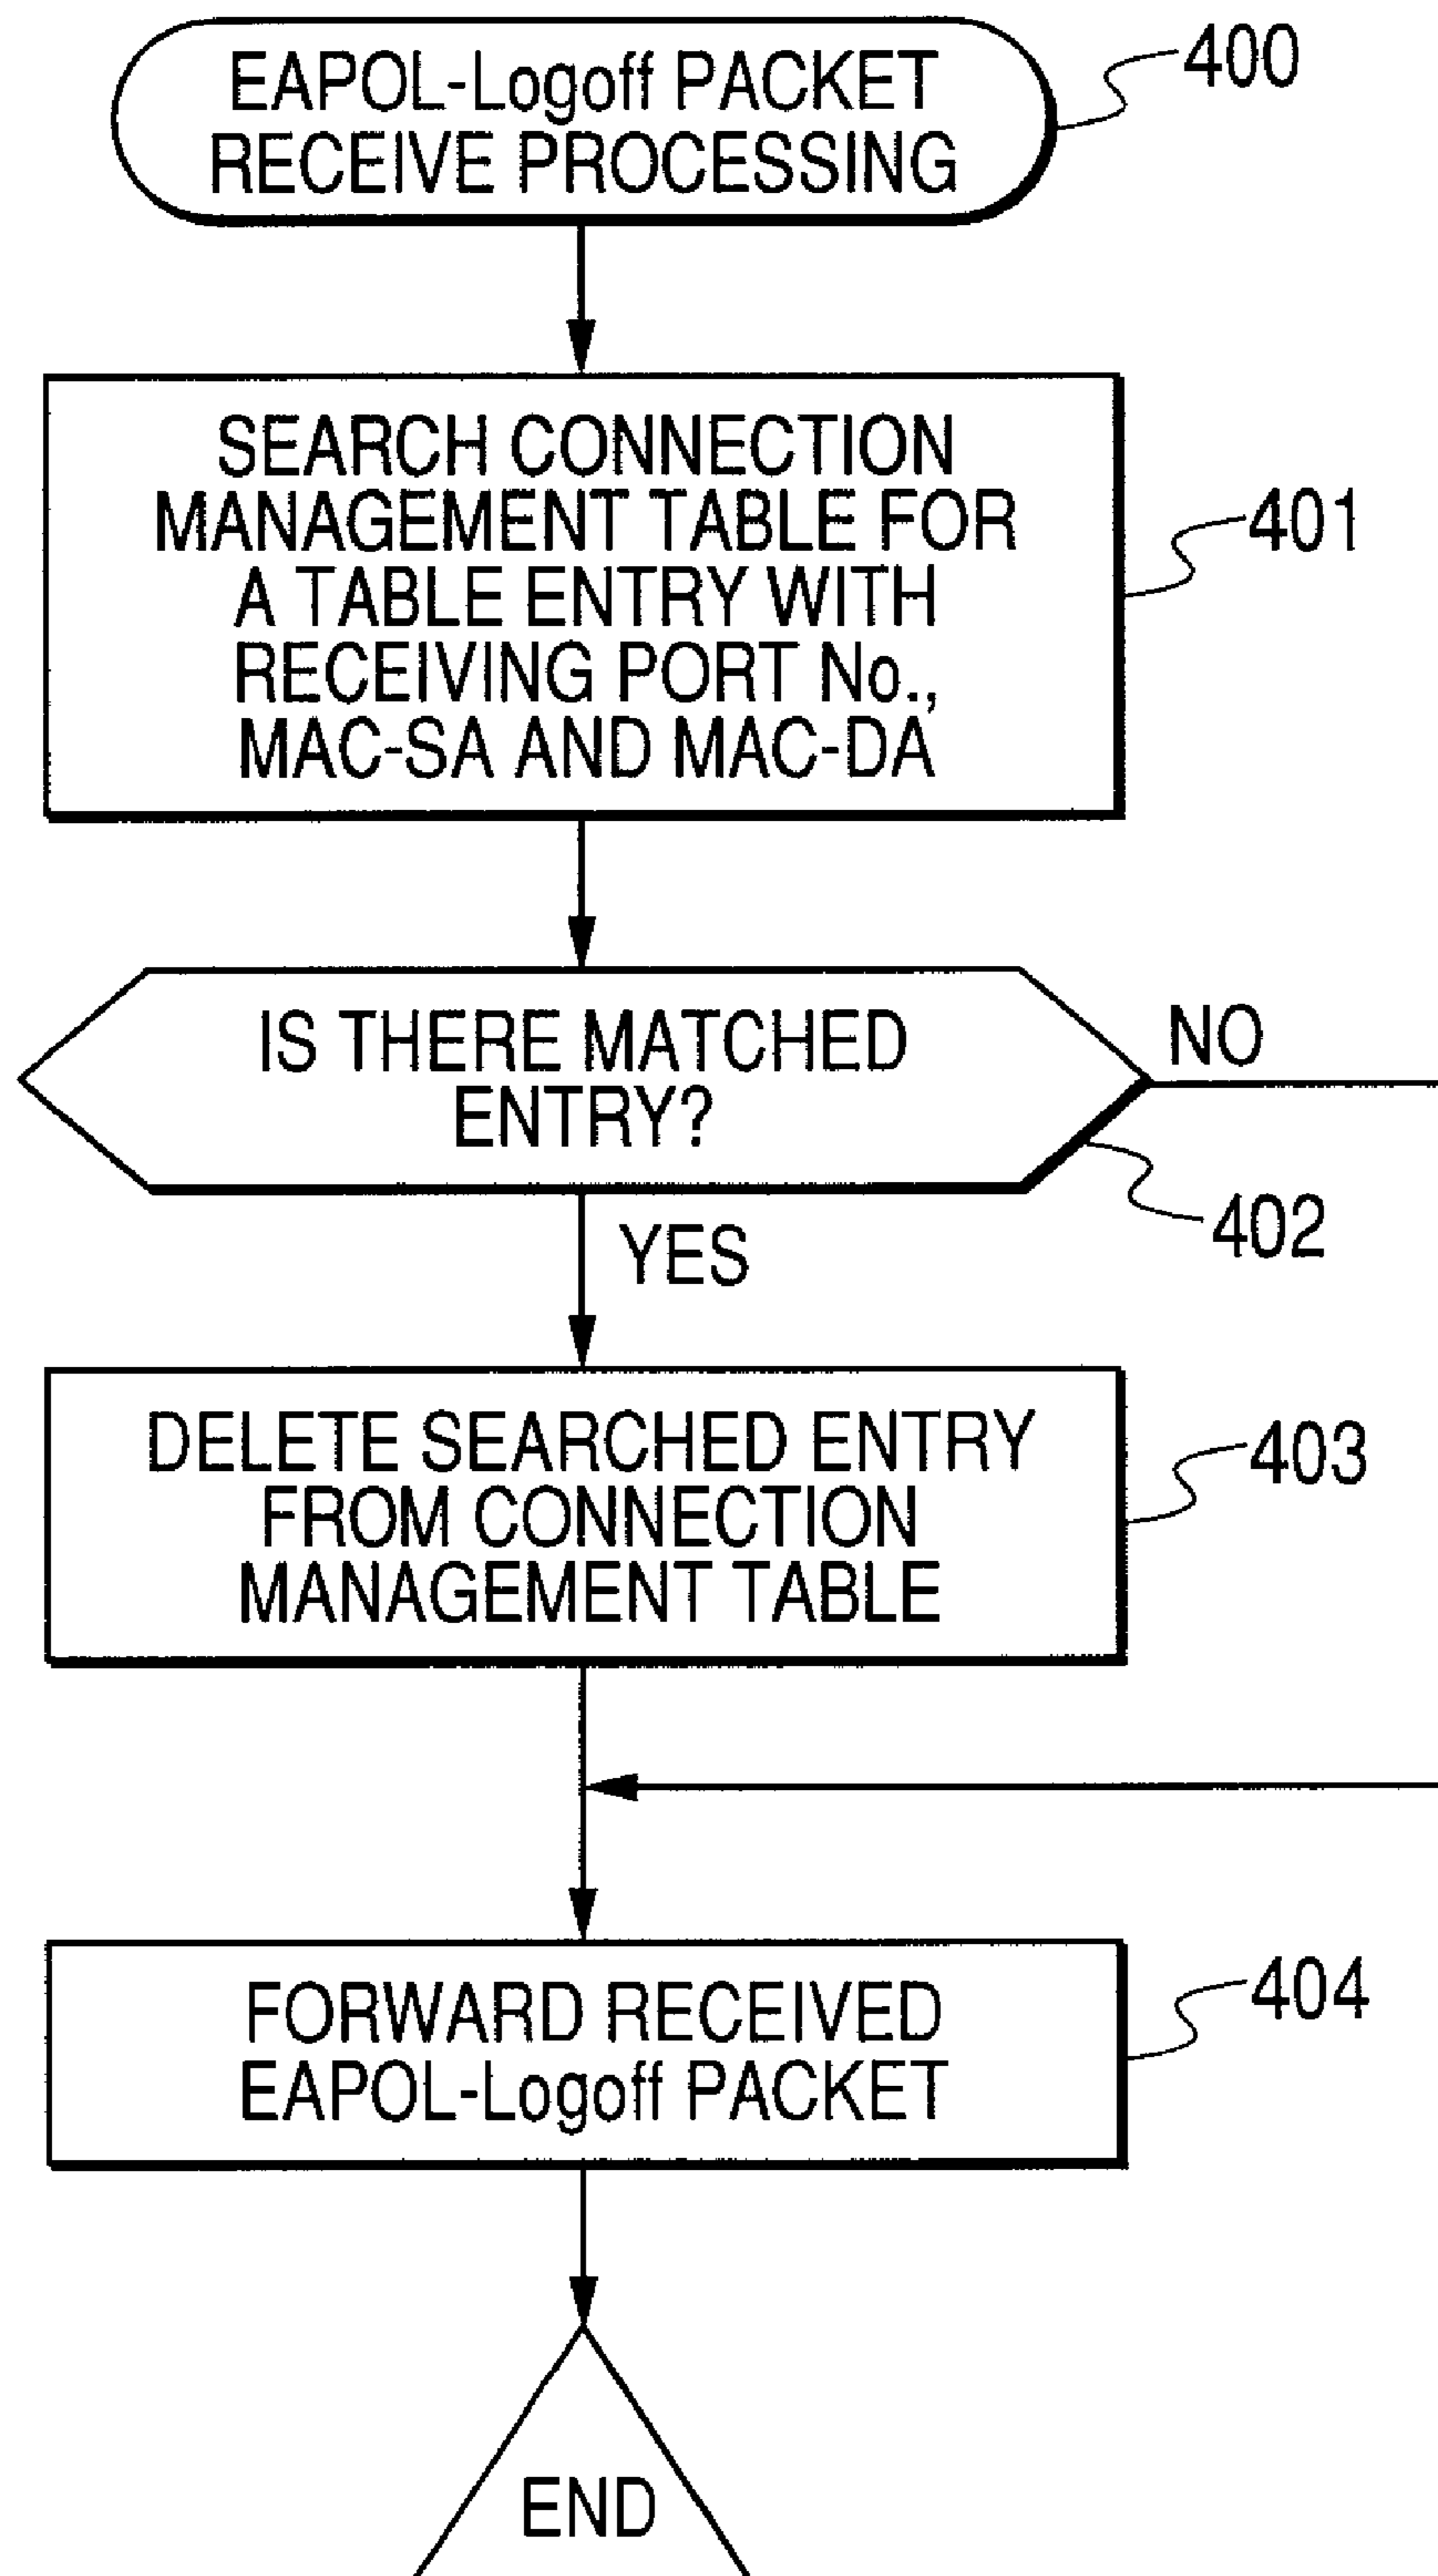 EAPOL-Logoff PACKET
RECEIVE PROCESSING
400
SEARCH CONNECTION
MANAGEMENT TABLE FOR
A TABLE ENTRY WITH
RECEIVING PORT No.,
MAC-SA AND MAC-DA
401
IS THERE MATCHED
ENTRY?
NO
402
YES
DELETE SEARCHED ENTRY
FROM CONNECTION
MANAGEMENT TABLE
403
FORWARD RECEIVED
EAPOL-Logoff PACKET
404
END